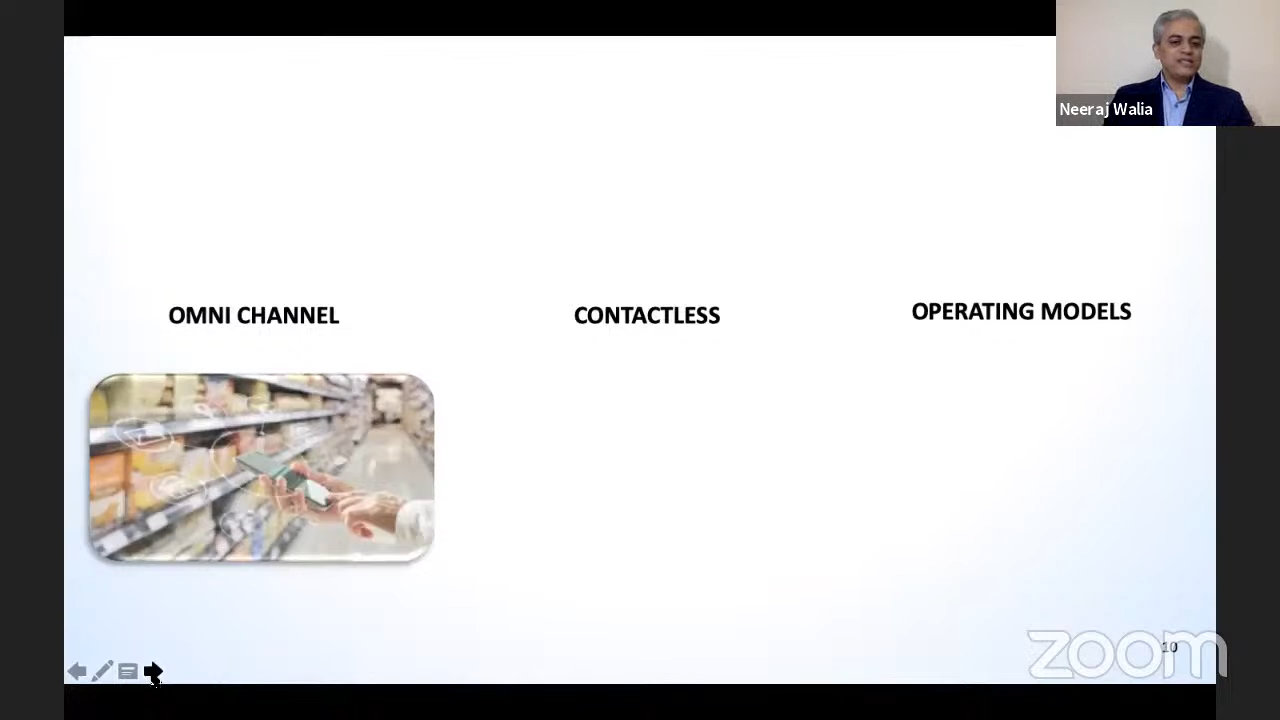 Neeraj Walia
OMNI CHANNEL
CONTACTLESS
OPERATING MODELS
10
zoom